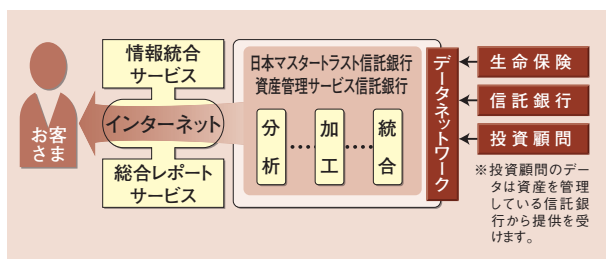 お客
さま
情報統合
サービス
インターネット
総合レポート
サービス
日本マスタートラスト信託銀行
資産管理サービス信託銀行
分析
加工
統合
データネットワーク
生命保険
信託銀行
投資顧問
※投資顧問のデー
タは資産を管理
している信託銀
行から提供を受
けます。